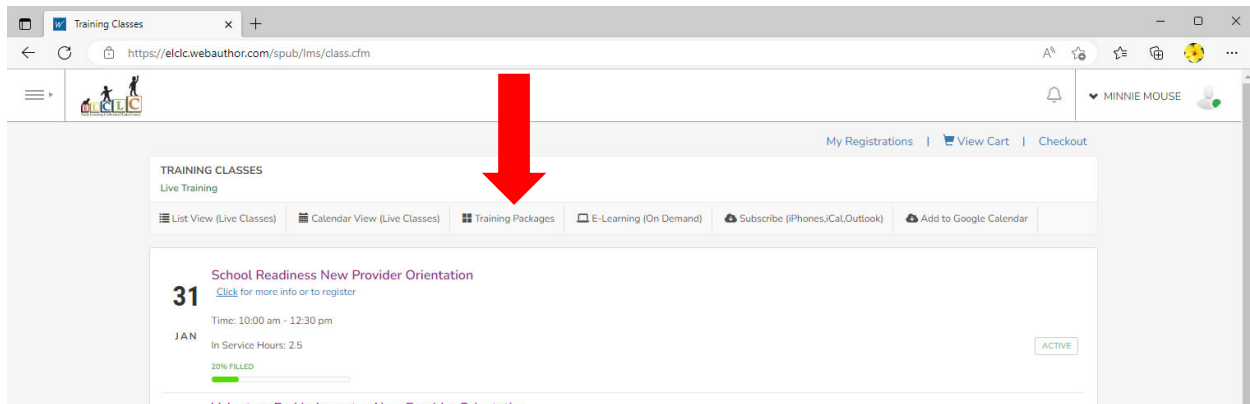 Training Classes
https://elclc.webauthor.com/spub/lms/class.cfm
ELCLC
MINNIE MOUSE
My Registrations | View Cart | Checkout
TRAINING CLASSES
Live Training
List View (Live Classes) Calendar View (Live Classes) Training Packages E-Learning (On Demand) Subscribe (iPhones,iCal,Outlook) Add to Google Calendar
School Readiness New Provider Orientation
Click for more info or to register
31
Time: 10:00 am - 12:30 pm
JAN
In Service Hours: 2.5
ACTIVE
20% FILLED